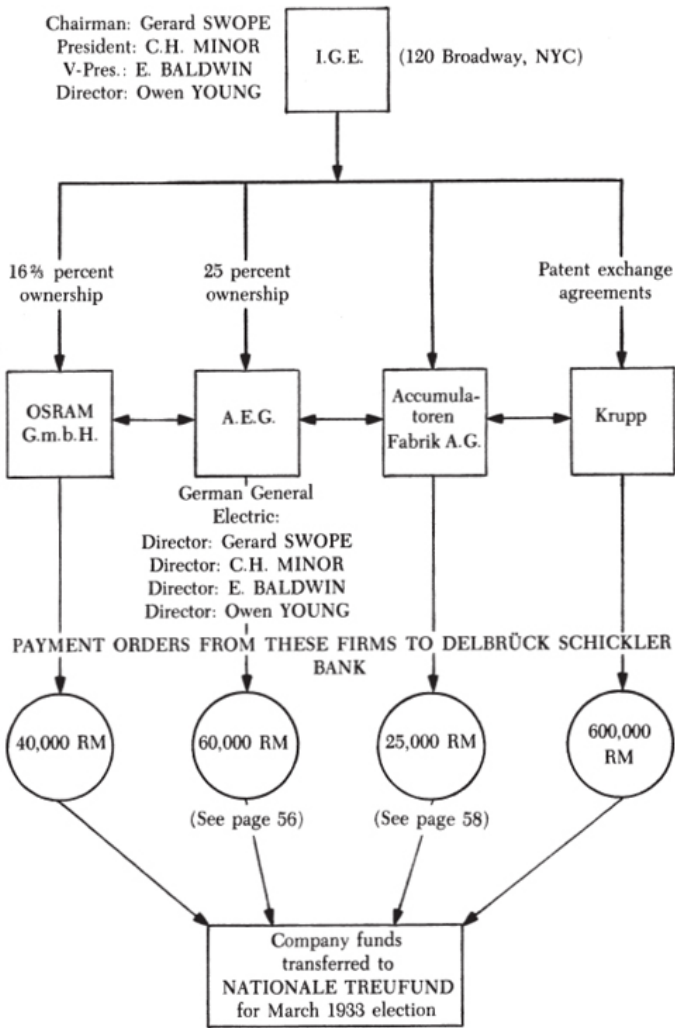 Chairman: Gerard SWOPE
President: C.H. MINOR
V-Pres.: E. BALDWIN
Director: Owen YOUNG
I.G.E.
(120 Broadway, NYC)
16⅔ percent
ownership
25 percent
ownership
Patent exchange
agreements
OSRAM
G.m.b.H.
A.E.G.
Accumula-
toren
Fabrik A.G.
Krupp
German General
Electric:
Director: Gerard SWOPE
Director: C.H. MINOR
Director: E. BALDWIN
Director: Owen YOUNG
PAYMENT ORDERS FROM THESE FIRMS TO DELBRÜCK SCHICKLER
BANK
40,000 RM
60,000 RM
25,000 RM
600,000
RM
(See page 56)
(See page 58)
Company funds
transferred to
NATIONALE TREUFUND
for March 1933 election